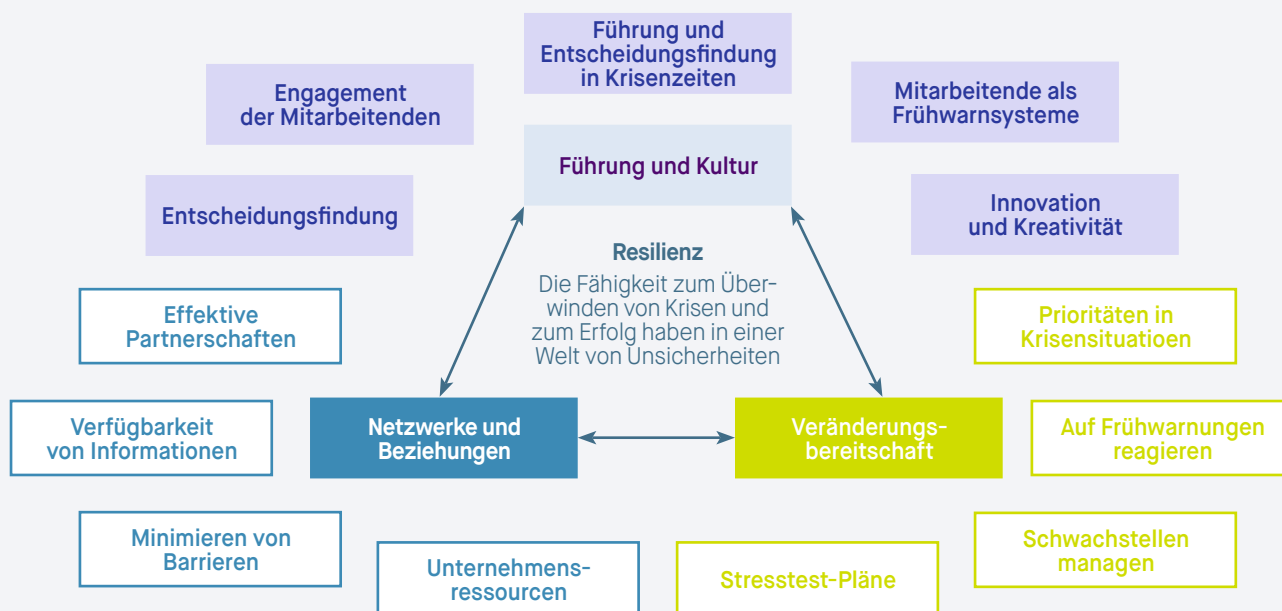 Führung und
Entscheidungsfindung
in Krisenzeiten
Engagement
der Mitarbeitenden
Mitarbeitende als
Frühwarnsysteme
Führung und Kultur
Entscheidungsfindung
Innovation
und Kreativität
Resilienz
Die Fähigkeit zum Über-
winden von Krisen und
zum Erfolg haben in einer
Welt von Unsicherheiten
Effektive
Partnerschaften
Prioritäten in
Krisensituatioen
Verfügbarkeit
von Informationen
Netzwerke und
Beziehungen
Veränderungs-
bereitschaft
Auf Frühwarnungen
reagieren
Minimieren von
Barrieren
Unternehmens-
ressourcen
Stresstest-Pläne
Schwachstellen
managen